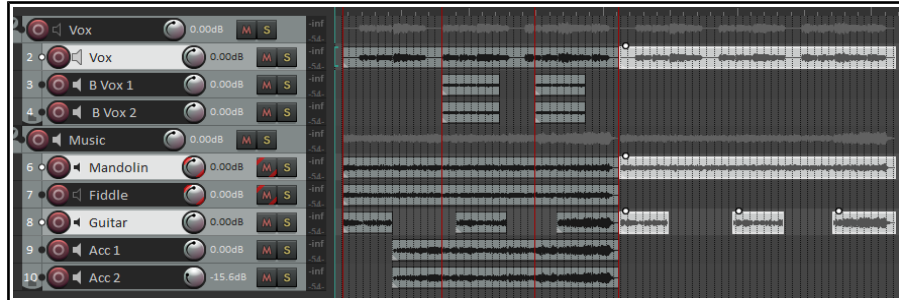 Vox 0.00dB M S -inf -54-
2 Vox 0.00dB M S -inf -54-
3 B Vox 1 0.00dB M S -inf -54-
4 B Vox 2 0.00dB M S -inf -54-
Music 0.00dB M S -inf -54-
6 Mandolin 0.00dB M S -inf -54-
7 Fiddle 0.00dB M S -inf -54-
8 Guitar 0.00dB M S -inf -54-
9 Acc 1 0.00dB M S -inf -54-
10 Acc 2 -15.6dB M S -inf -54-